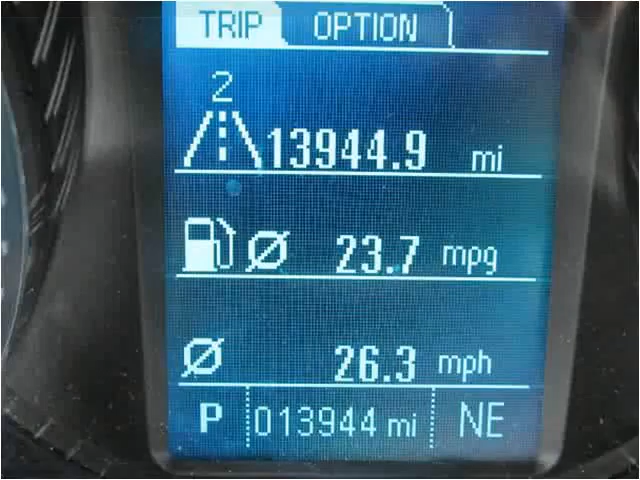 TRIP OPTION
2
13944.9 mi
Ø 23.7 mpg
Ø 26.3 mph
P 013944 mi NE